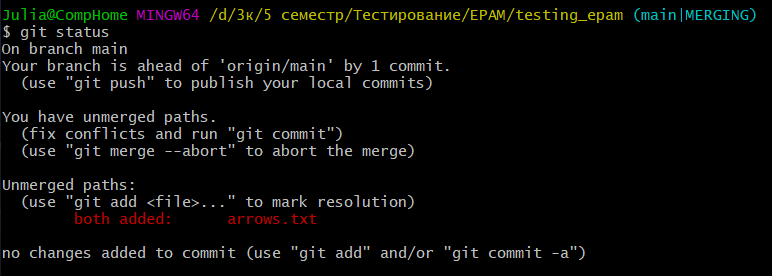 Julia@CompHome MINGW64 /d/3к/5 семестр/Тестирование/EPAM/testing_epam (main|MERGING)
$ git status
On branch main
Your branch is ahead of 'origin/main' by 1 commit.
  (use "git push" to publish your local commits)

You have unmerged paths.
  (fix conflicts and run "git commit")
  (use "git merge --abort" to abort the merge)

Unmerged paths:
  (use "git add <file>..." to mark resolution)
        both added:      arrows.txt

no changes added to commit (use "git add" and/or "git commit -a")